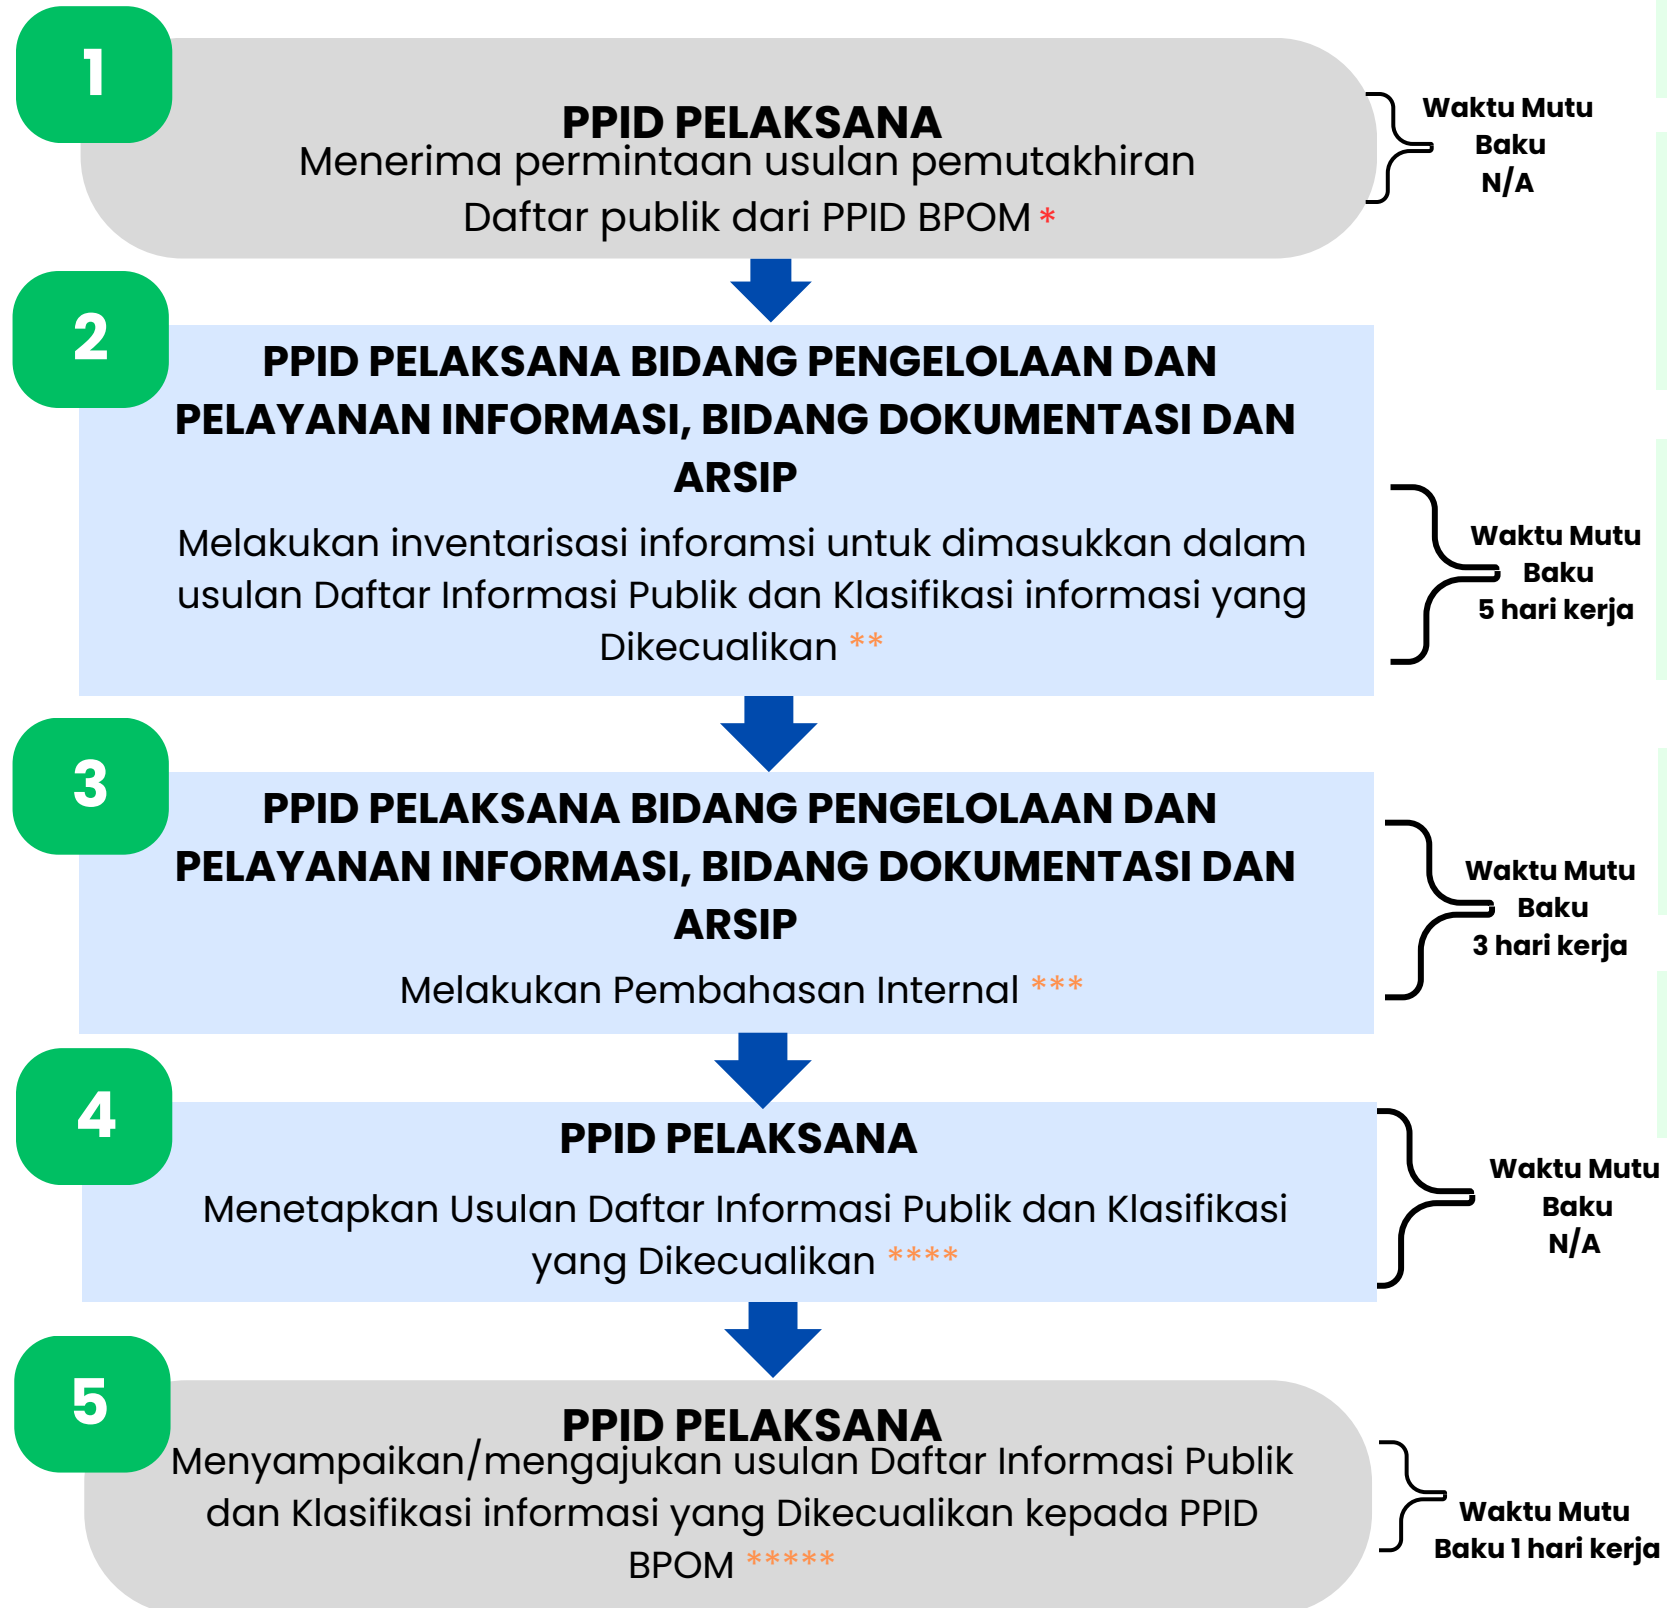 1
PPID PELAKSANA
Menerima permintaan usulan pemutakhiran
Daftar publik dari PPID BPOM *
Waktu Mutu
Baku
N/A
2
PPID PELAKSANA BIDANG PENGELOLAAN DAN
PELAYANAN INFORMASI, BIDANG DOKUMENTASI DAN
ARSIP
Melakukan inventarisasi inforamsi untuk dimasukkan dalam
usulan Daftar Informasi Publik dan Klasifikasi informasi yang
Dikecualikan **
Waktu Mutu
Baku
5 hari kerja
3
PPID PELAKSANA BIDANG PENGELOLAAN DAN
PELAYANAN INFORMASI, BIDANG DOKUMENTASI DAN
ARSIP
Melakukan Pembahasan Internal ***
Waktu Mutu
Baku
3 hari kerja
4
PPID PELAKSANA
Menetapkan Usulan Daftar Informasi Publik dan Klasifikasi
yang Dikecualikan ****
Waktu Mutu
Baku
N/A
5
PPID PELAKSANA
Menyampaikan/mengajukan usulan Daftar Informasi Publik
dan Klasifikasi informasi yang Dikecualikan kepada PPID
BPOM *****
Waktu Mutu
Baku 1 hari kerja